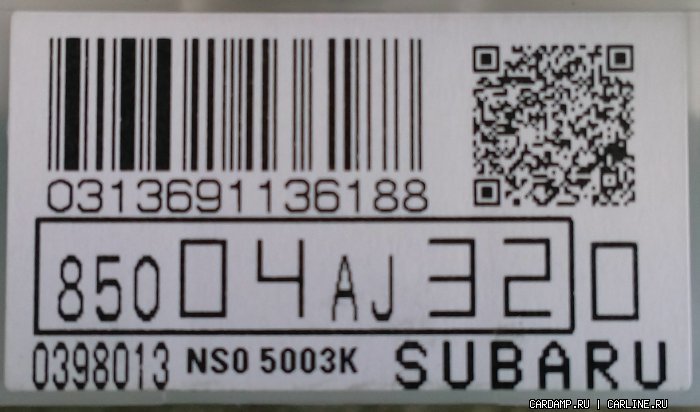 0313691136188
85004AJ320
0398013 NS0 5003K SUBARU
CARDAMP.RU | CARLINE.RU